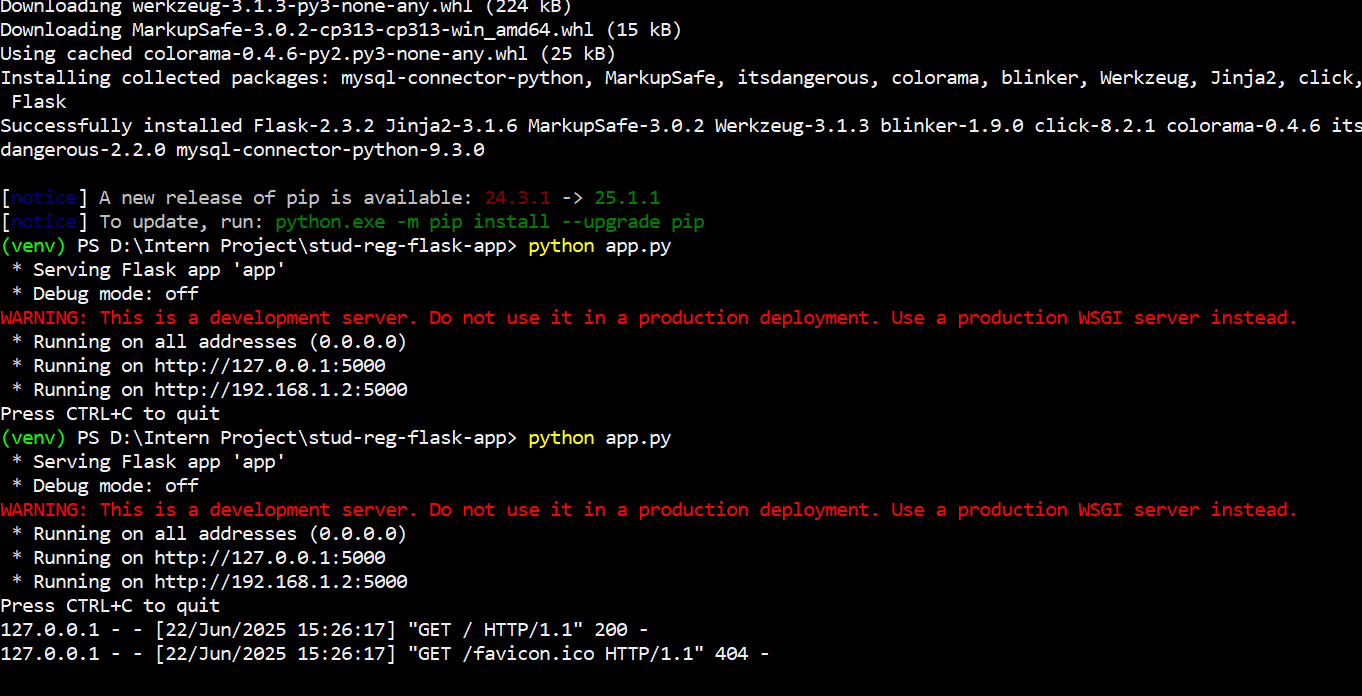 Downloading werkzeug-3.1.3-py3-none-any.whl (224 kB)
Downloading MarkupSafe-3.0.2-cp313-cp313-win_amd64.whl (15 kB)
Using cached colorama-0.4.6-py2.py3-none-any.whl (25 kB)
Installing collected packages: mysql-connector-python, MarkupSafe, itsdangerous, colorama, blinker, Werkzeug, Jinja2, click,
 Flask
Successfully installed Flask-2.3.2 Jinja2-3.1.6 MarkupSafe-3.0.2 Werkzeug-3.1.3 blinker-1.9.0 click-8.2.1 colorama-0.4.6 its
dangerous-2.2.0 mysql-connector-python-9.3.0

[notice] A new release of pip is available: 24.3.1 -> 25.1.1
[notice] To update, run: python.exe -m pip install --upgrade pip
(venv) PS D:\Intern Project\stud-reg-flask-app> python app.py
 * Serving Flask app 'app'
 * Debug mode: off
WARNING: This is a development server. Do not use it in a production deployment. Use a production WSGI server instead.
 * Running on all addresses (0.0.0.0)
 * Running on http://127.0.0.1:5000
 * Running on http://192.168.1.2:5000
Press CTRL+C to quit
(venv) PS D:\Intern Project\stud-reg-flask-app> python app.py
 * Serving Flask app 'app'
 * Debug mode: off
WARNING: This is a development server. Do not use it in a production deployment. Use a production WSGI server instead.
 * Running on all addresses (0.0.0.0)
 * Running on http://127.0.0.1:5000
 * Running on http://192.168.1.2:5000
Press CTRL+C to quit
127.0.0.1 - - [22/Jun/2025 15:26:17] "GET / HTTP/1.1" 200 -
127.0.0.1 - - [22/Jun/2025 15:26:17] "GET /favicon.ico HTTP/1.1" 404 -